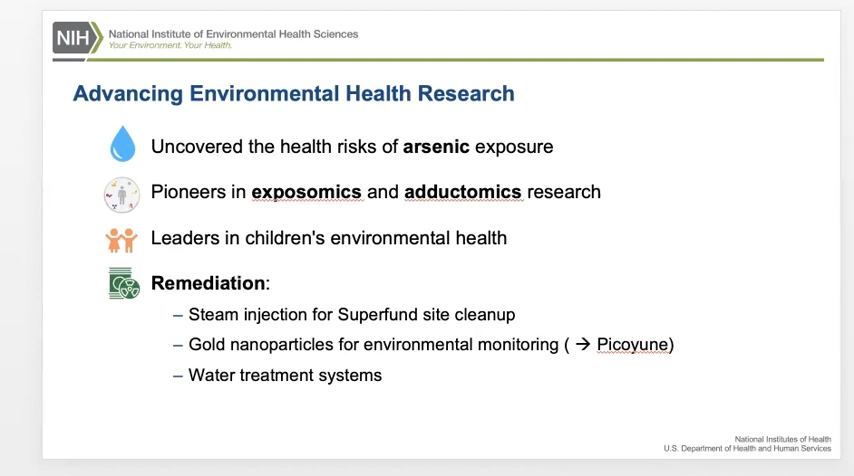 NIH
National Institute of Environmental Health Sciences
Your Environment. Your Health.
Advancing Environmental Health Research
Uncovered the health risks of arsenic exposure
Pioneers in exposomics and adductomics research
Leaders in children's environmental health
Remediation:
– Steam injection for Superfund site cleanup
– Gold nanoparticles for environmental monitoring ( → Picoyune)
– Water treatment systems
National Institutes of Health
U.S. Department of Health and Human Services